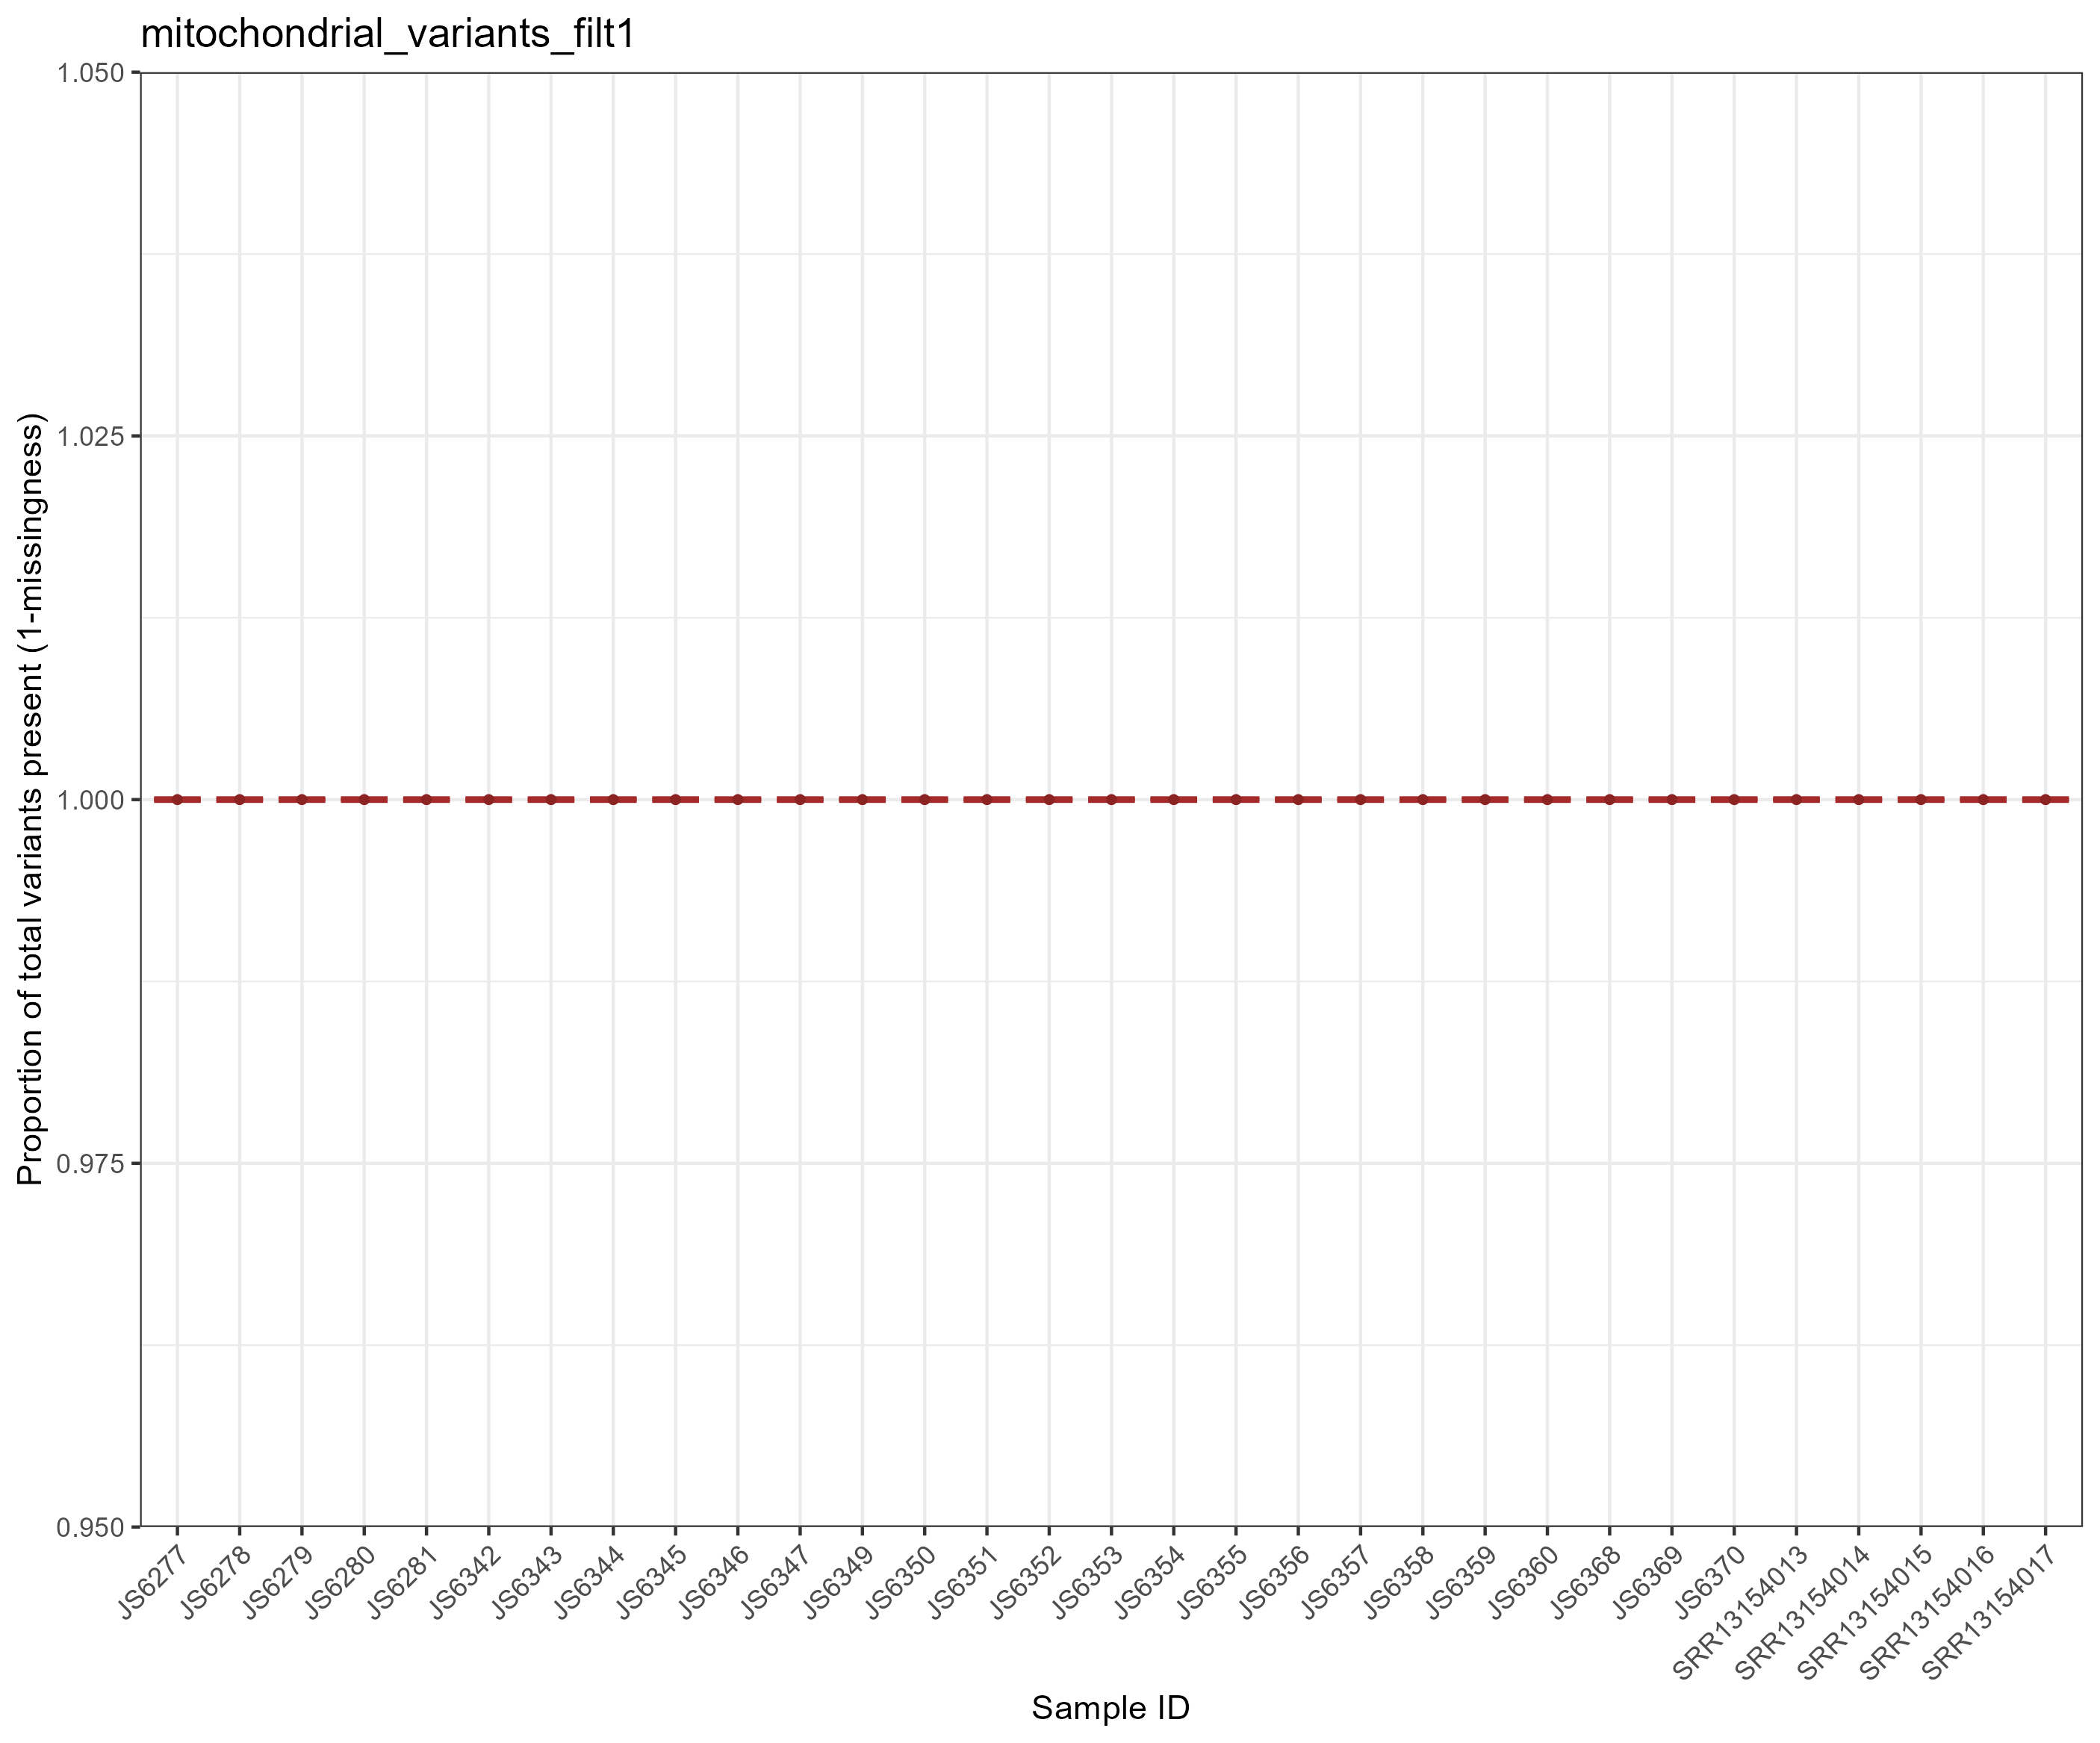 mitochondrial_variants_filt1
Proportion of total variants present (1-missingness)
1.050
1.025
1.000
0.975
0.950
JS6277
JS6278
JS6279
JS6280
JS6281
JS6342
JS6343
JS6344
JS6345
JS6346
JS6347
JS6349
JS6350
JS6351
JS6352
JS6353
JS6354
JS6355
JS6356
JS6357
JS6358
JS6359
JS6360
JS6368
JS6369
JS6370
SRR13154013
SRR13154014
SRR13154015
SRR13154016
SRR13154017
Sample ID